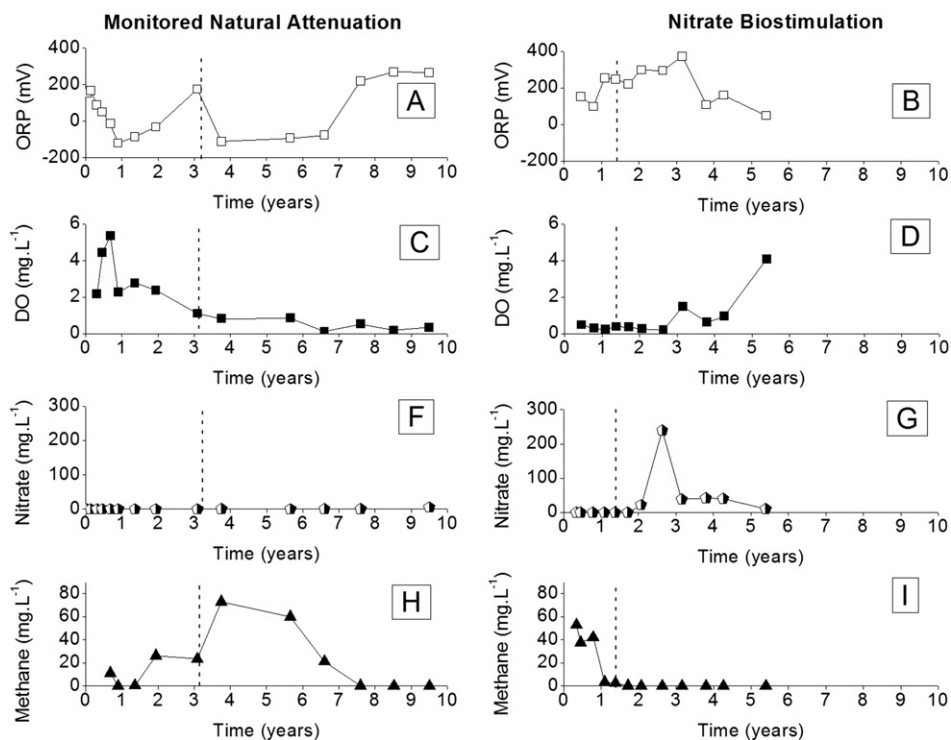 Monitored Natural Attenuation
Nitrate Biostimulation
400
200
0
-200
ORP (mV)
A
0 1 2 3 4 5 6 7 8 9 10
Time (years)
400
200
0
-200
ORP (mV)
B
0 1 2 3 4 5 6 7 8 9 10
Time (years)
6
4
2
0
DO (mg.L⁻¹)
C
0 1 2 3 4 5 6 7 8 9 10
Time (years)
6
4
2
0
DO (mg.L⁻¹)
D
0 1 2 3 4 5 6 7 8 9 10
Time (years)
300
200
100
0
Nitrate (mg.L⁻¹)
F
0 1 2 3 4 5 6 7 8 9 10
Time (years)
300
200
100
0
Nitrate (mg.L⁻¹)
G
0 1 2 3 4 5 6 7 8 9 10
Time (years)
80
60
40
20
0
Methane (mg.L⁻¹)
H
0 1 2 3 4 5 6 7 8 9 10
Time (years)
80
60
40
20
0
Methane (mg.L⁻¹)
I
0 1 2 3 4 5 6 7 8 9 10
Time (years)